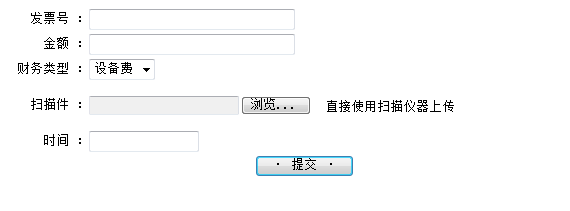 发票号 :
金额 :
财务类型 : 设备费
扫描件 : 浏览... 直接使用扫描仪器上传
时间 :
· 提交 ·